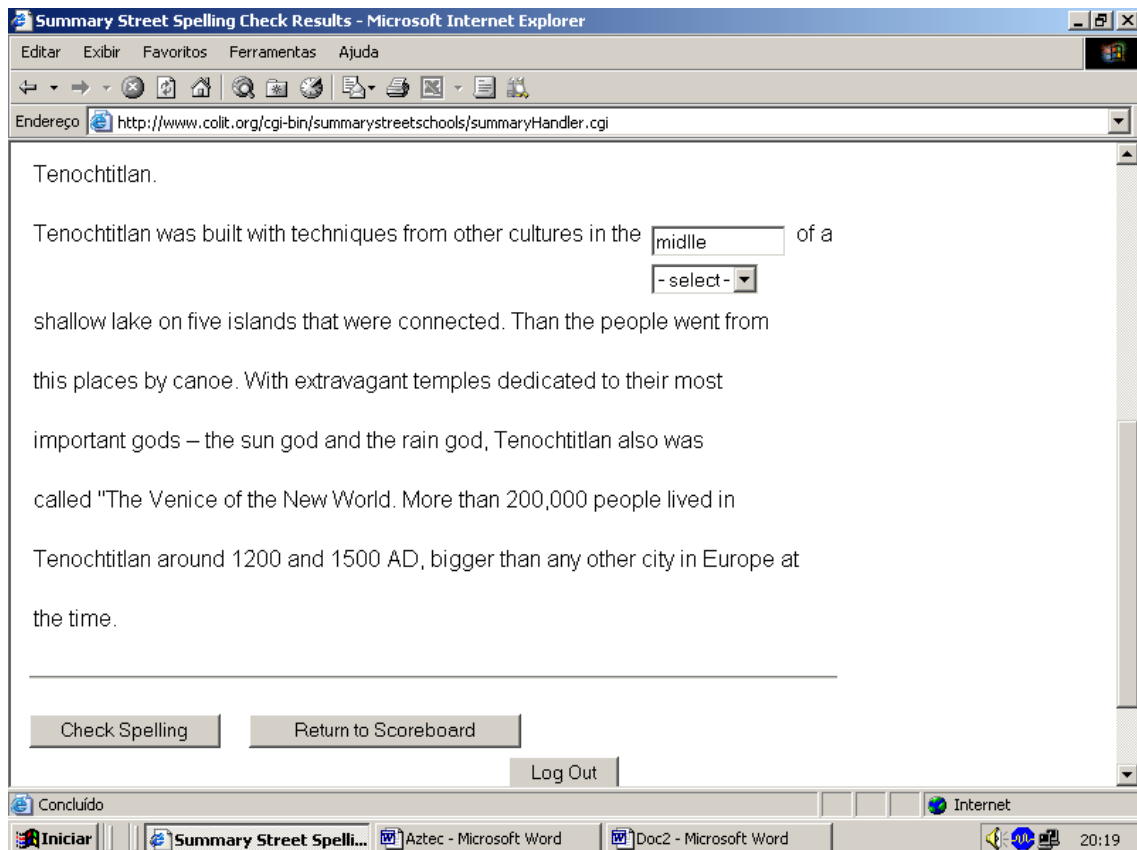 Summary Street Spelling Check Results - Microsoft Internet Explorer
Editar Exibir Favoritos Ferramentas Ajuda
Endereço http://www.colit.org/cgi-bin/summarystreetschools/summaryHandler.cgi
Tenochtitlan.
Tenochtitlan was built with techniques from other cultures in the midlle of a
- select -
shallow lake on five islands that were connected. Than the people went from
this places by canoe. With extravagant temples dedicated to their most
important gods – the sun god and the rain god, Tenochtitlan also was
called "The Venice of the New World. More than 200,000 people lived in
Tenochtitlan around 1200 and 1500 AD, bigger than any other city in Europe at
the time.
Check Spelling Return to Scoreboard
Log Out
Concluído Internet
Iniciar Summary Street Spelli... Aztec - Microsoft Word Doc2 - Microsoft Word 20:19